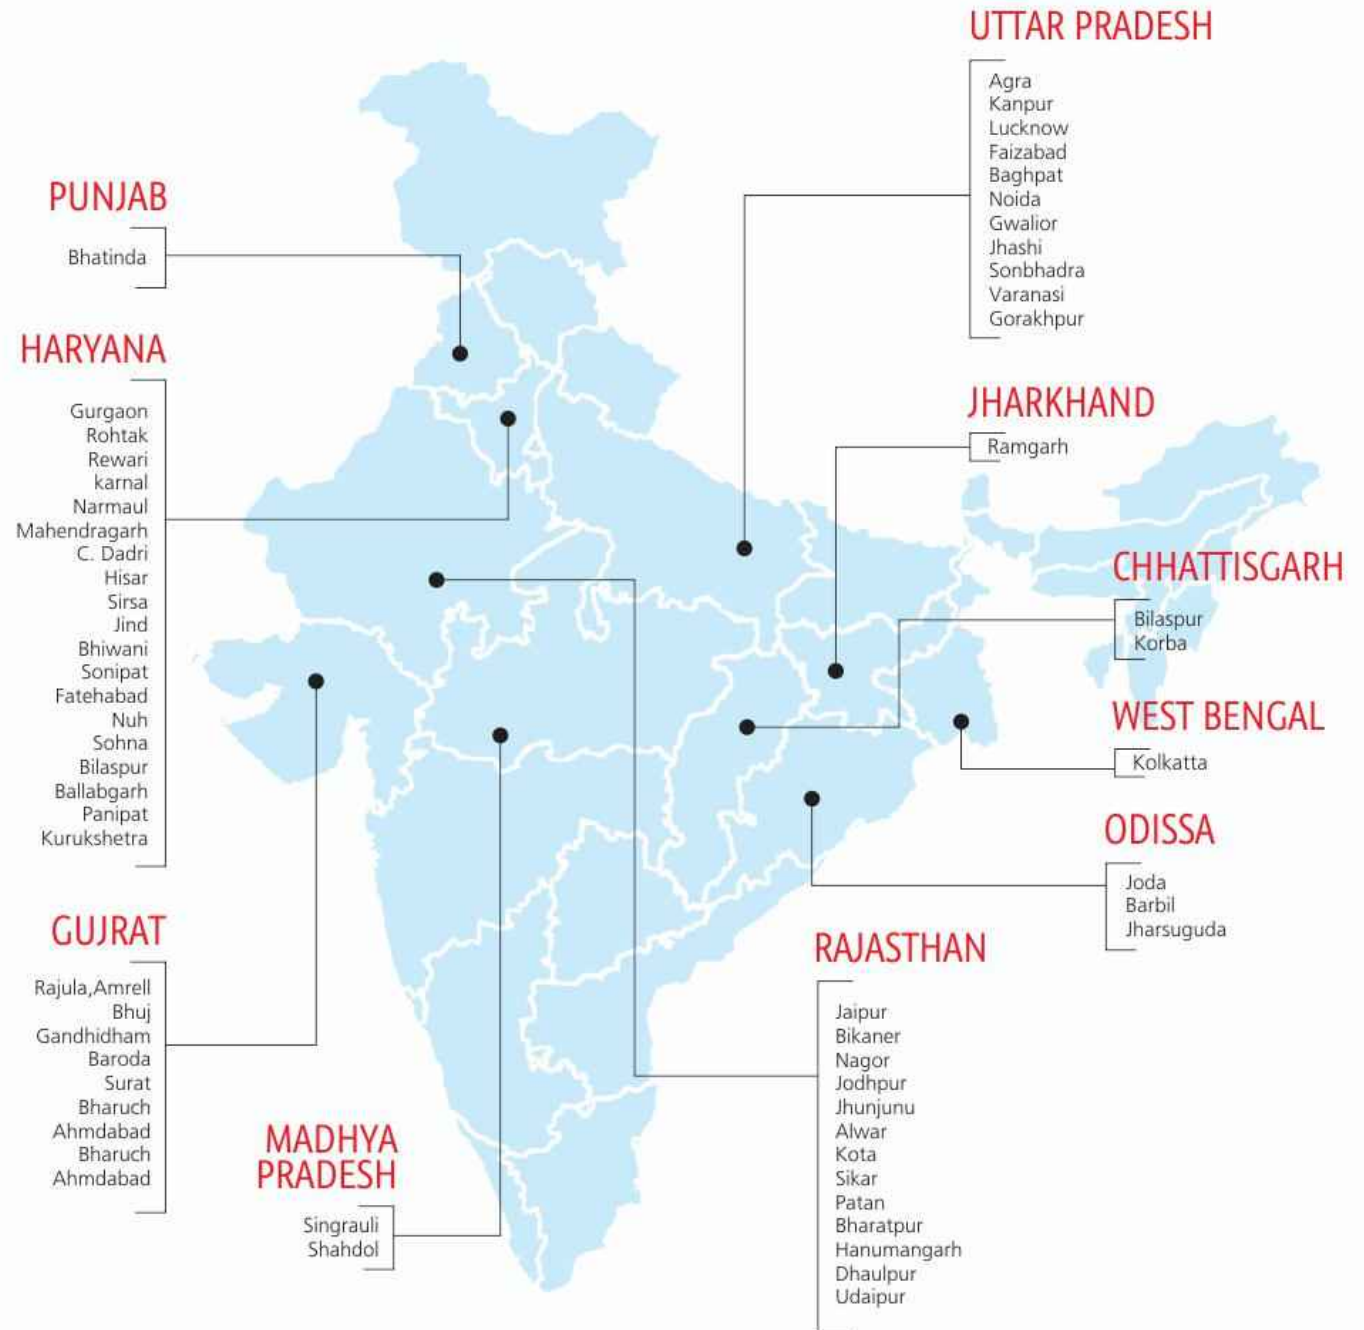 UTTAR PRADESH
Agra
Kanpur
Lucknow
Faizabad
Baghpat
Noida
Gwalior
Jhashi
Sonbhadra
Varanasi
Gorakhpur
PUNJAB
Bhatinda
HARYANA
Gurgaon
Rohtak
Rewari
karnal
Narmaul
Mahendragarh
C. Dadri
Hisar
Sirsa
Jind
Bhiwani
Sonipat
Fatehabad
Nuh
Sohna
Bilaspur
Ballabgarh
Panipat
Kurukshetra
JHARKHAND
Ramgarh
CHHATTISGARH
Bilaspur
Korba
WEST BENGAL
Kolkatta
ODISSA
Joda
Barbil
Jharsuguda
GUJRAT
Rajula,Amrell
Bhuj
Gandhidham
Baroda
Surat
Bharuch
Ahmdabad
Bharuch
Ahmdabad
MADHYA
PRADESH
Singrauli
Shahdol
RAJASTHAN
Jaipur
Bikaner
Nagor
Jodhpur
Jhunjunu
Alwar
Kota
Sikar
Patan
Bharatpur
Hanumangarh
Dhaulpur
Udaipur